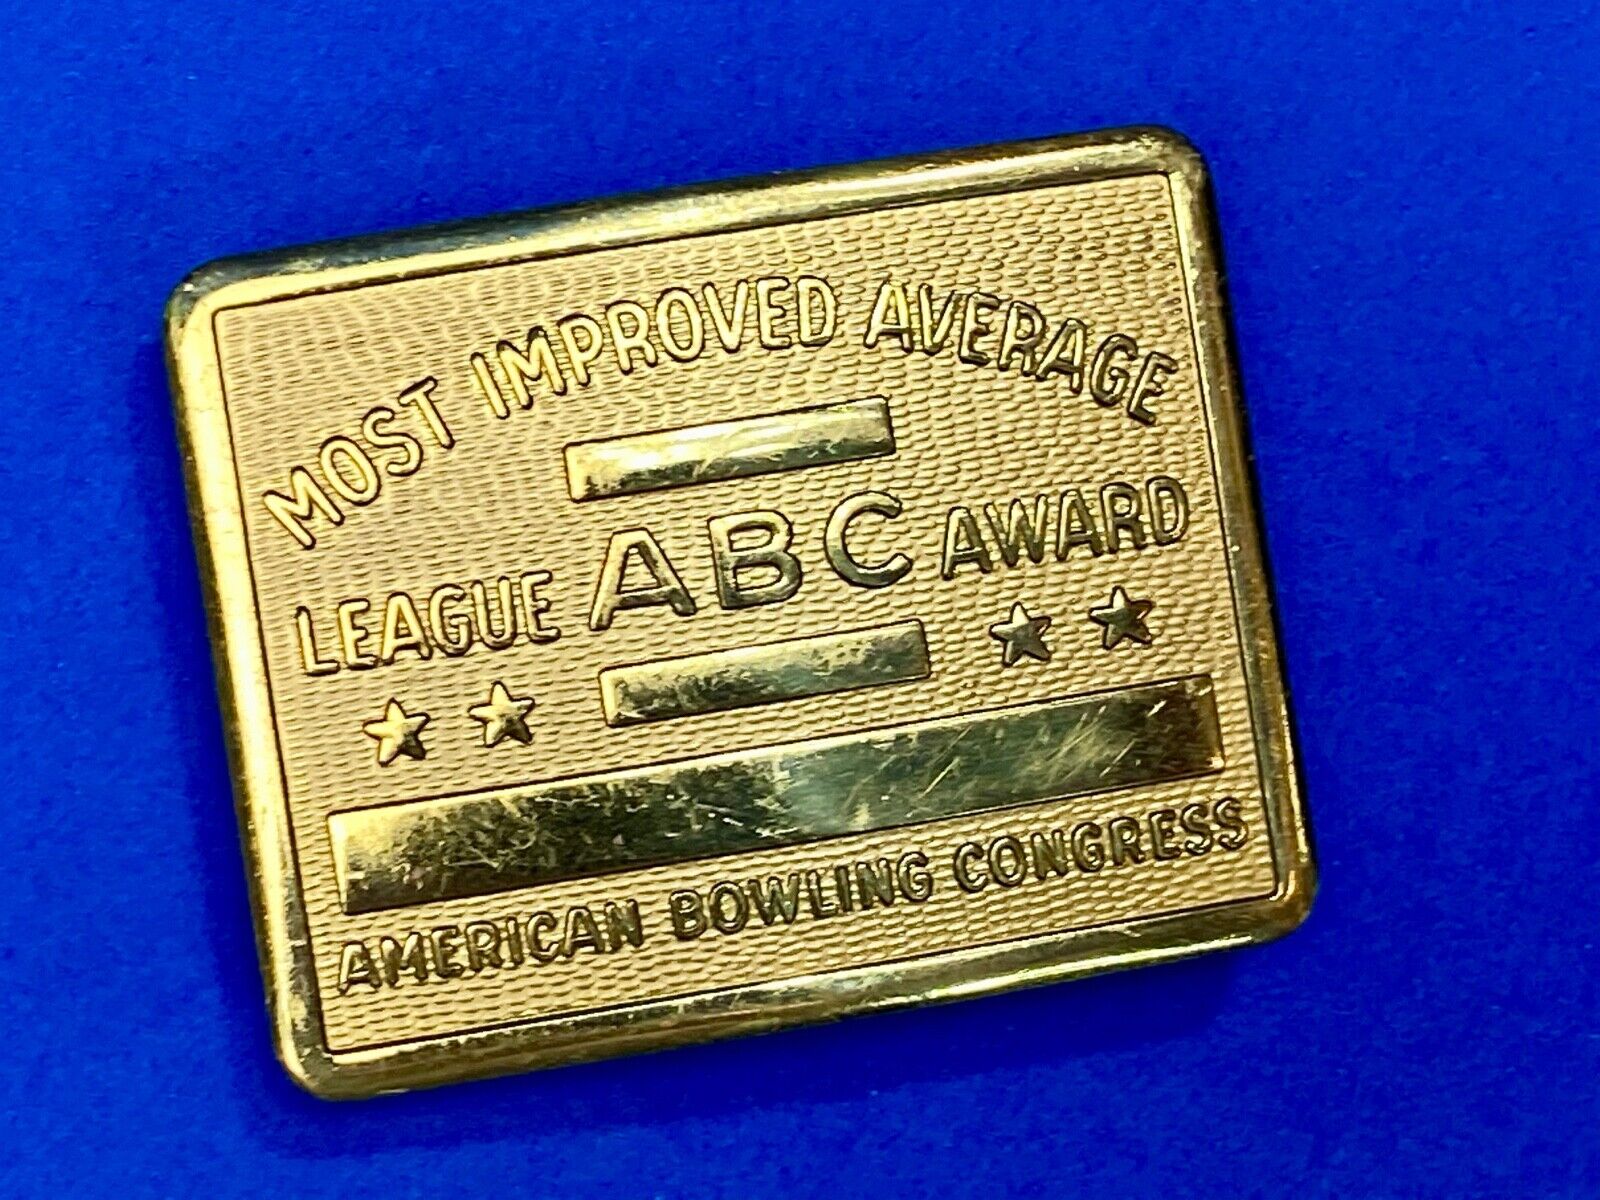 MOST IMPROVED AVERAGE
LEAGUE ABC AWARD
AMERICAN BOWLING CONGRESS